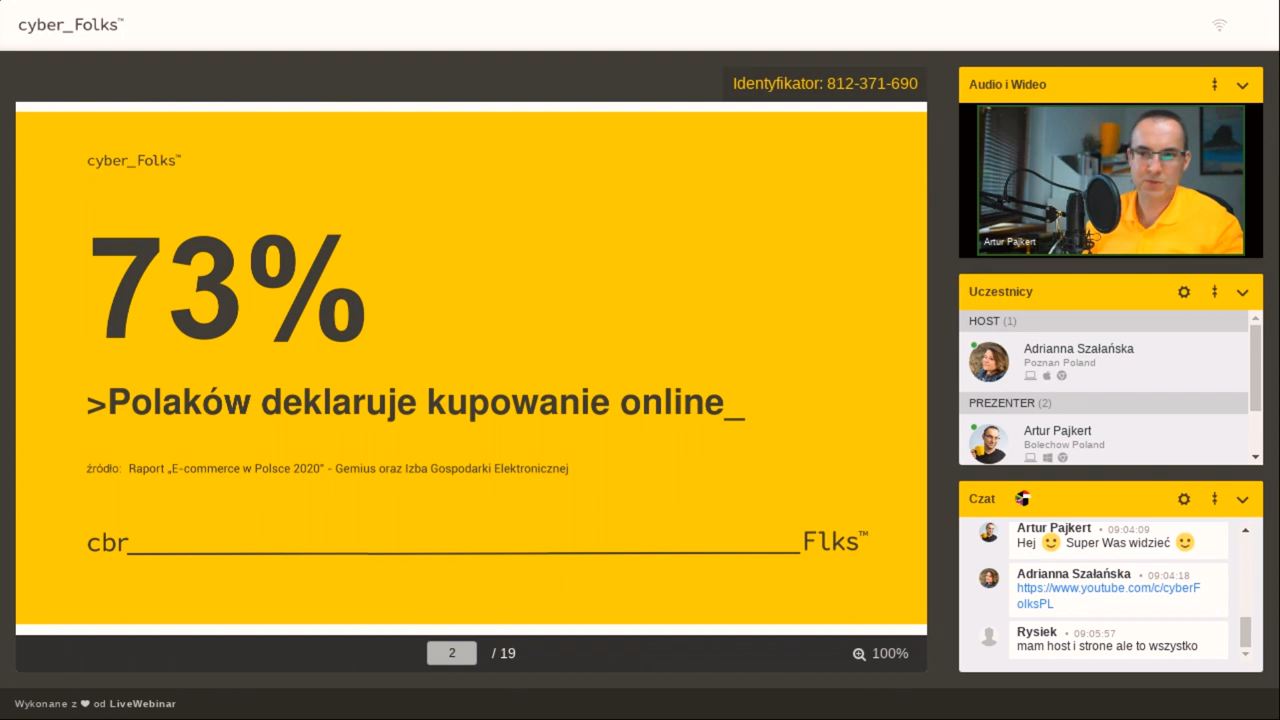 cyber_Folks™
Identyfikator: 812-371-690
cyber_Folks™
73%
>Polaków deklaruje kupowanie online_
źródło: Raport „E-commerce w Polsce 2020" - Gemius oraz Izba Gospodarki Elektronicznej
cbr_Flks™
2 / 19
100%
Audio i Wideo
Artur Pajkert
Uczestnicy
HOST (1)
Adrianna Szałańska
Poznan Poland
PREZENTER (2)
Artur Pajkert
Bolechow Poland
Czat
Artur Pajkert • 09:04:09
Hej 🙂 Super Was widzieć 🙂
Adrianna Szałańska • 09:04:18
https://www.youtube.com/c/cyberF
olksPL
Rysiek • 09:05:57
mam host i strone ale to wszystko
Wykonane z ❤ od LiveWebinar